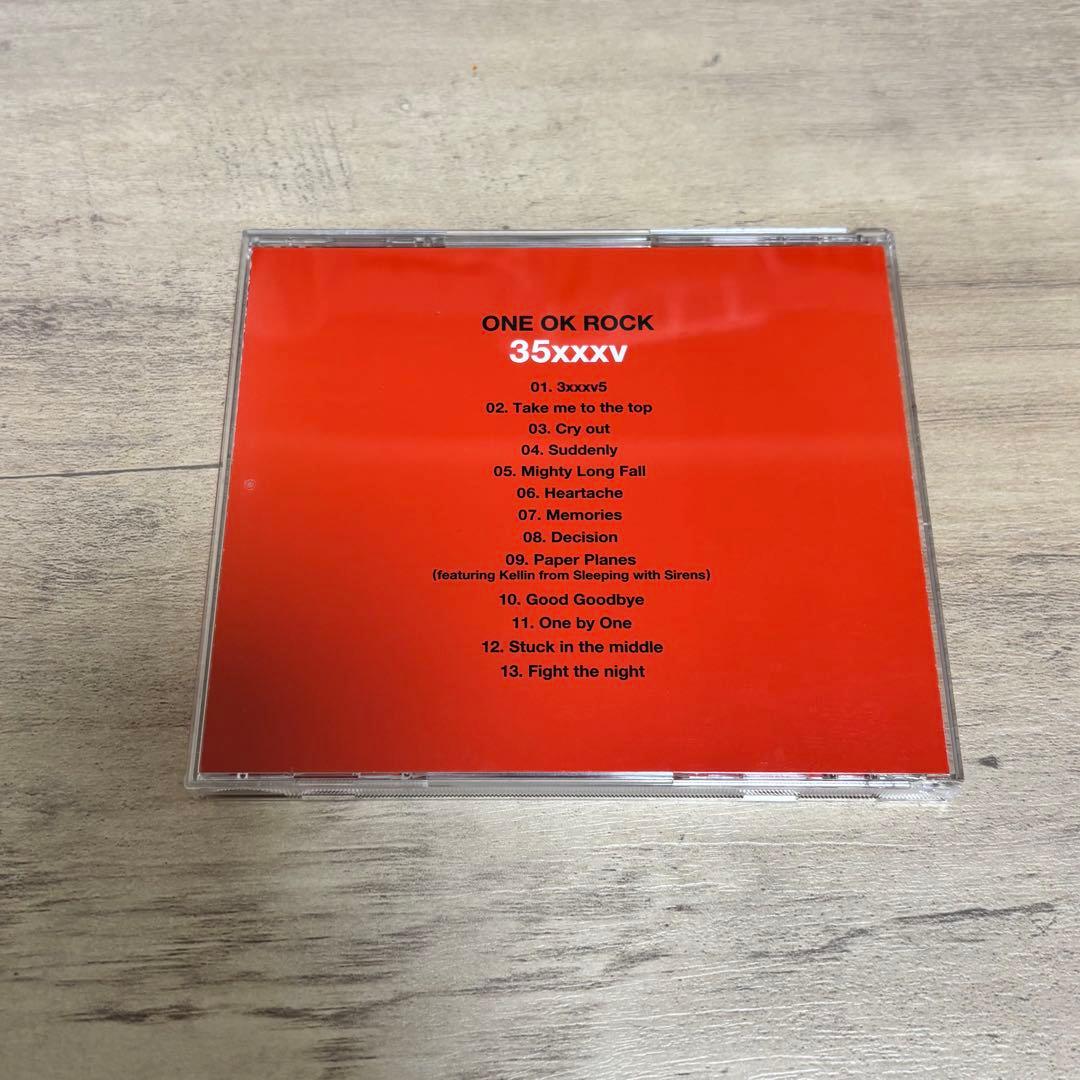 ONE OK ROCK
35xxxv
01. 3xxxv5
02. Take me to the top
03. Cry out
04. Suddenly
05. Mighty Long Fall
06. Heartache
07. Memories
08. Decision
09. Paper Planes
(featuring Kellin from Sleeping with Sirens)
10. Good Goodbye
11. One by One
12. Stuck in the middle
13. Fight the night